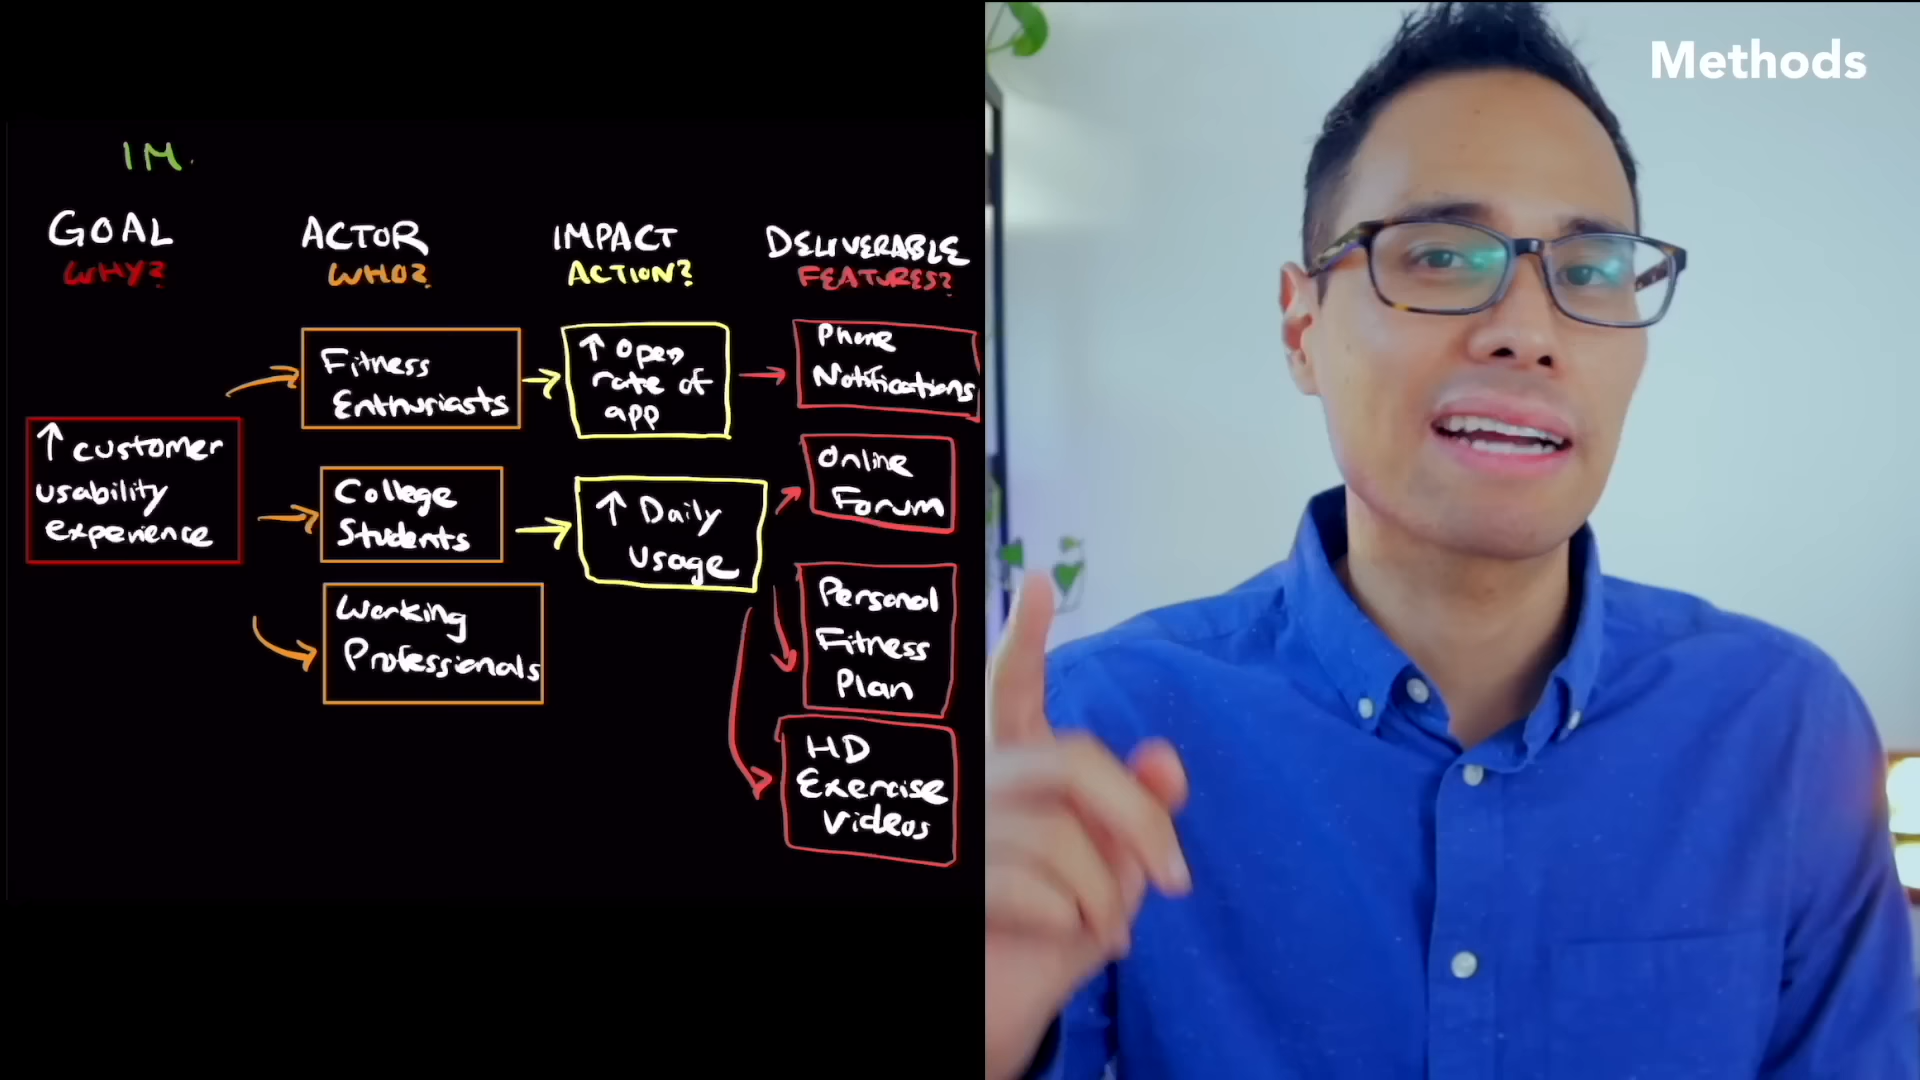 Methods
IM.
GOAL
WHY?
ACTOR
WHO?
IMPACT
ACTION?
DELIVERABLE
FEATURES?
↑ customer
usability
experience
Fitness
Enthusiasts
College
Students
Working
Professionals
↑ Open
rate of
app
↑ Daily
Usage
Phone
Notifications
Online
Forum
Personal
Fitness
Plan
HD
Exercise
Videos